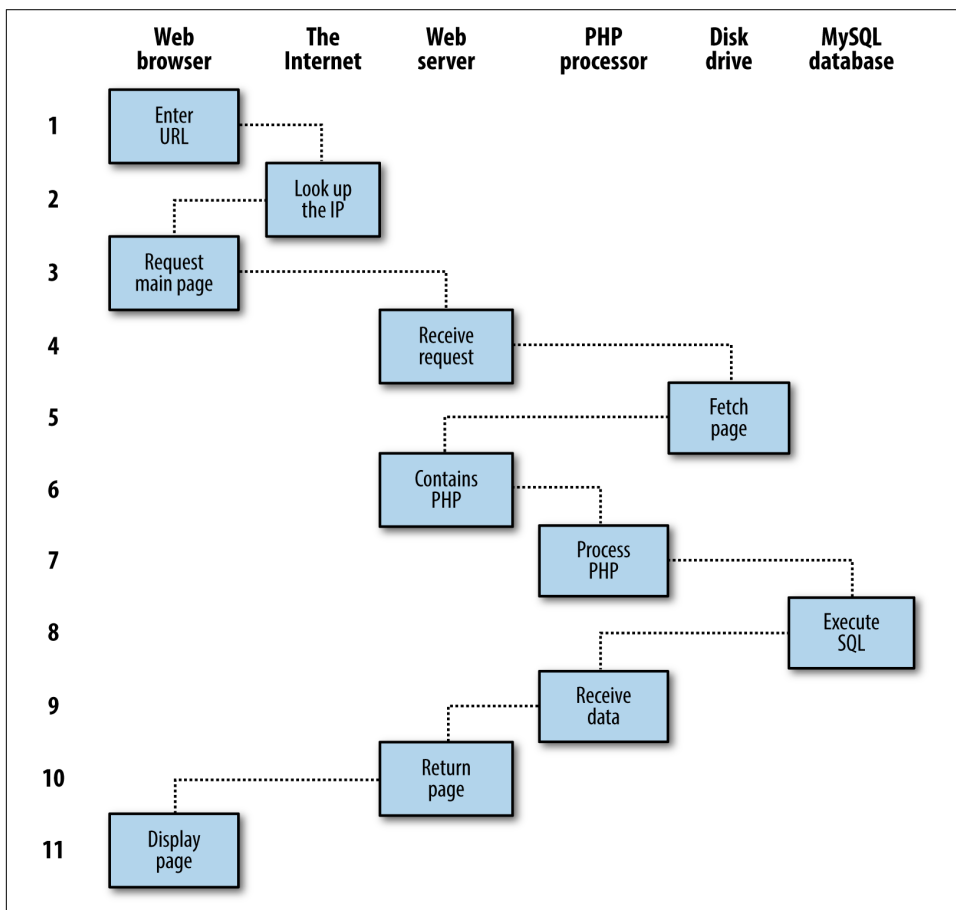 Web The Web PHP Disk MySQL
browser Internet server processor drive database
1
Enter
URL
2
Look up
the IP
3
Request
main page
4
Receive
request
5
Fetch
page
6
Contains
PHP
7
Process
PHP
8
Execute
SQL
9
Receive
data
10
Return
page
11
Display
page